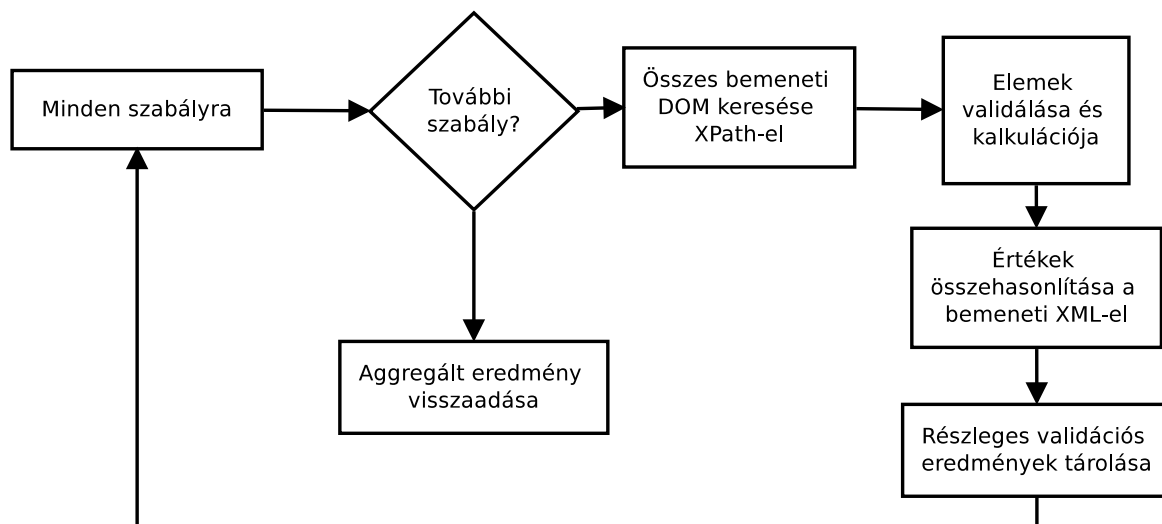 Minden szabályra
További
szabály?
Összes bemeneti
DOM keresése
XPath-el
Elemek
validálása és
kalkulációja
Értékek
összehasonlítása a
bemeneti XML-el
Aggregált eredmény
visszaadása
Részleges validációs
eredmények tárolása